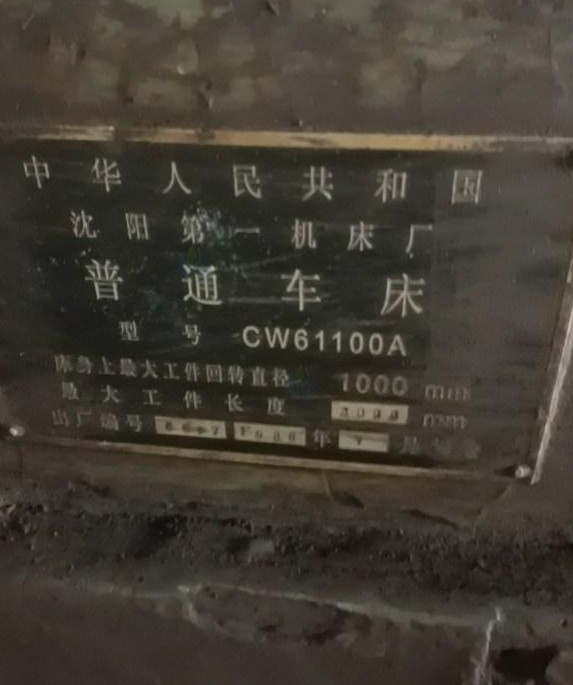 中华人民共和国
沈阳第一机床厂
普通车床
型号 CW61100A
床身上最大工件回转直径 1000 mm
最大工件长度 mm
出厂编号 年 月